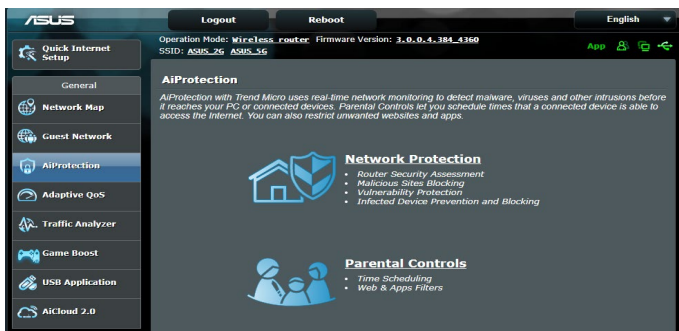 ASUS
Logout
Reboot
English
Quick Internet
Setup
Operation Mode: Wireless router Firmware Version: 3.0.0.4.384_4360
SSID: ASUS_2G ASUS_5G
App
General
Network Map
Guest Network
AiProtection
Adaptive QoS
Traffic Analyzer
Game Boost
USB Application
AiCloud 2.0
AiProtection
AiProtection with Trend Micro uses real-time network monitoring to detect malware, viruses and other intrusions before
it reaches your PC or connected devices. Parental Controls let you schedule times that a connected device is able to
access the Internet. You can also restrict unwanted websites and apps.
Network Protection
• Router Security Assessment
• Malicious Sites Blocking
• Vulnerability Protection
• Infected Device Prevention and Blocking
Parental Controls
• Time Scheduling
• Web & Apps Filters